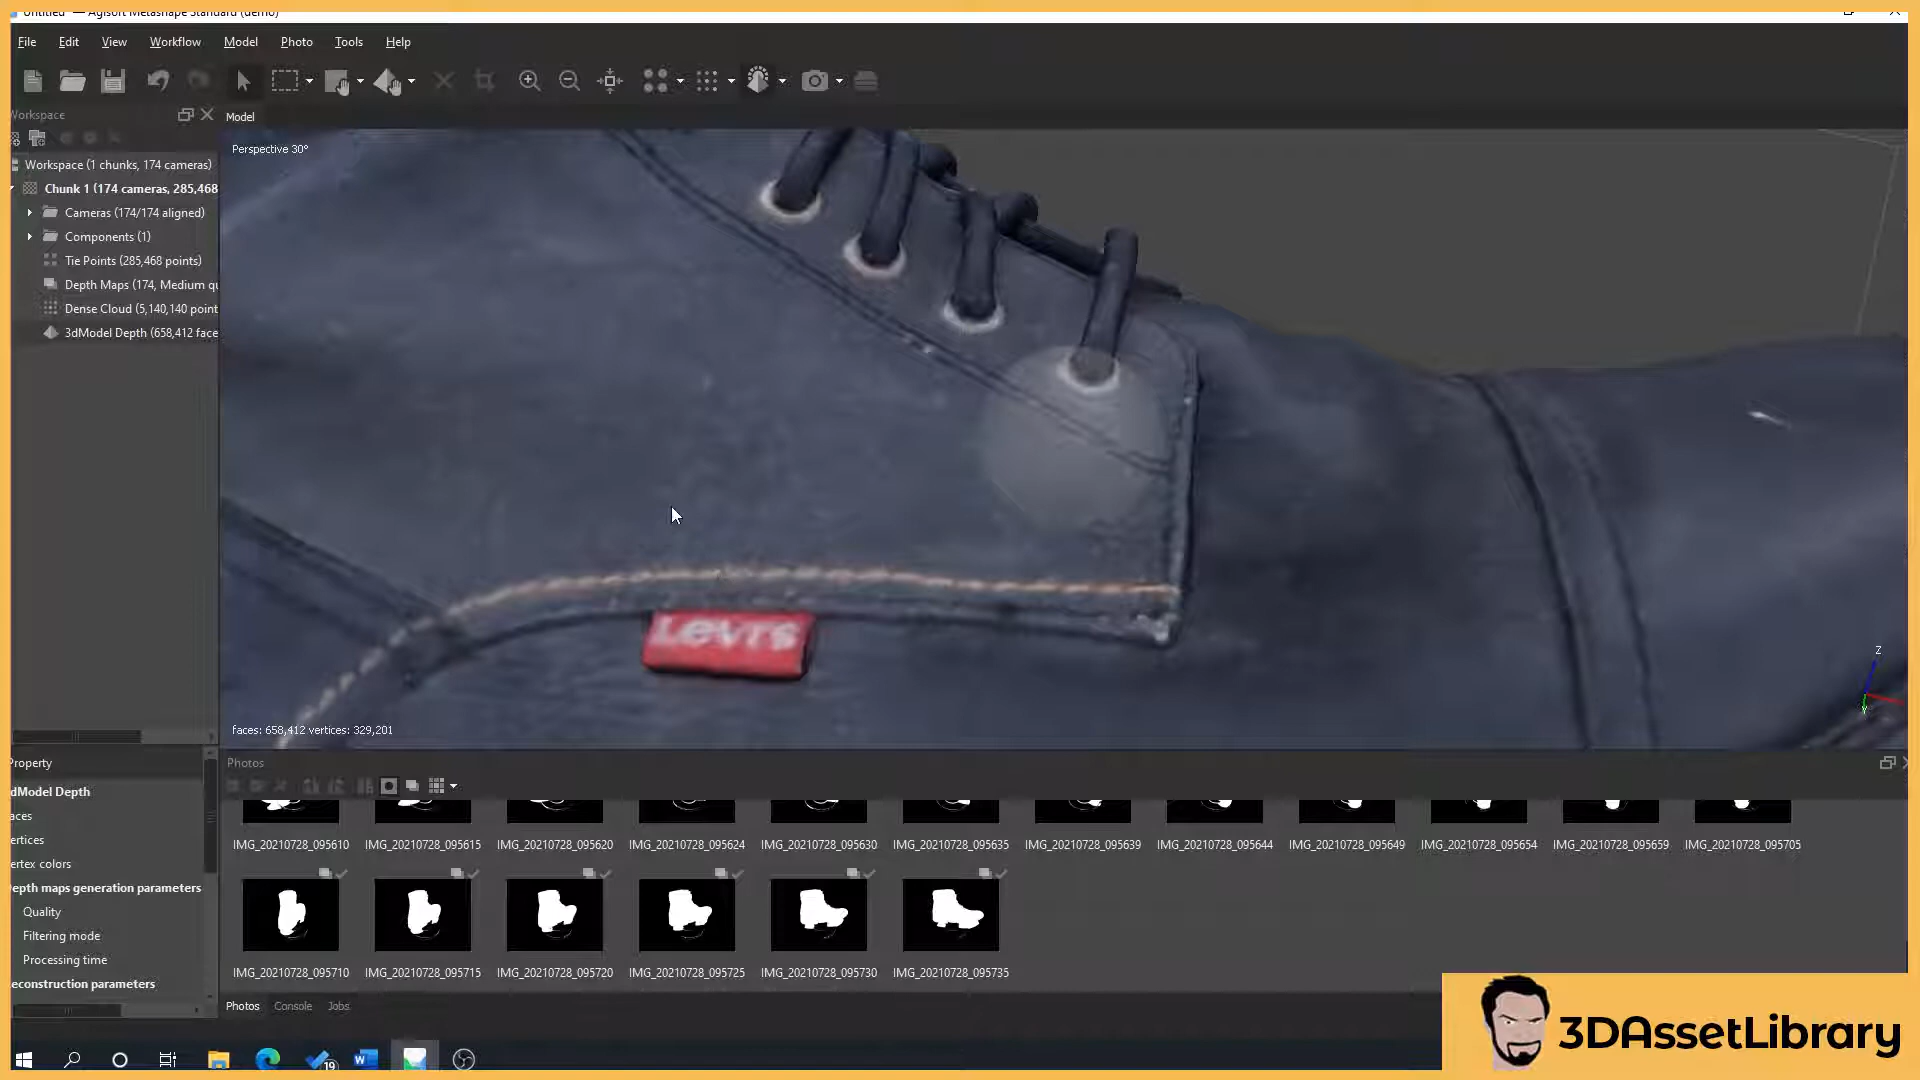 Untitled — Agisoft Metashape Standard (demo)
File Edit View Workflow Model Photo Tools Help
Workspace
Model
Perspective 30°
Workspace (1 chunks, 174 cameras)
Chunk 1 (174 cameras, 285,468
Cameras (174/174 aligned)
Components (1)
Tie Points (285,468 points)
Depth Maps (174, Medium qu
Dense Cloud (5,140,140 point
3dModel Depth (658,412 face
Levi's
Z
Y
faces: 658,412 vertices: 329,201
Property
dModel Depth
aces
ertices
ertex colors
epth maps generation parameters
Quality
Filtering mode
Processing time
econstruction parameters
Photos
IMG_20210728_095610 IMG_20210728_095615 IMG_20210728_095620 IMG_20210728_095624 IMG_20210728_095630 IMG_20210728_095635 IMG_20210728_095639 IMG_20210728_095644 IMG_20210728_095649 IMG_20210728_095654 IMG_20210728_095659 IMG_20210728_095705
IMG_20210728_095710 IMG_20210728_095715 IMG_20210728_095720 IMG_20210728_095725 IMG_20210728_095730 IMG_20210728_095735
Photos Console Jobs
19
W
3DAssetLibrary